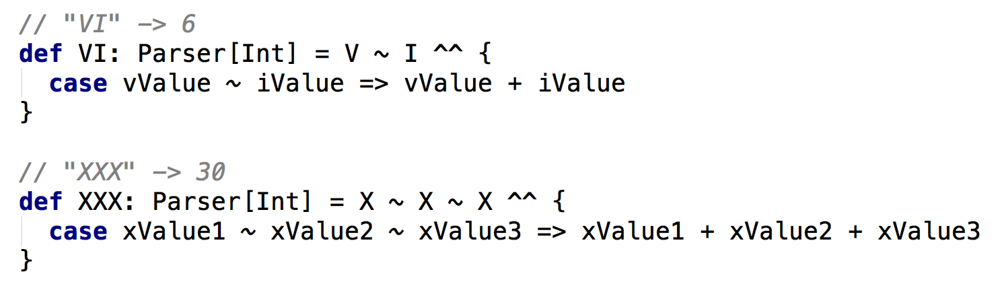 // "VI" -> 6
def VI: Parser[Int] = V ~ I ^^ {
  case vValue ~ iValue => vValue + iValue
}

// "XXX" -> 30
def XXX: Parser[Int] = X ~ X ~ X ^^ {
  case xValue1 ~ xValue2 ~ xValue3 => xValue1 + xValue2 + xValue3
}